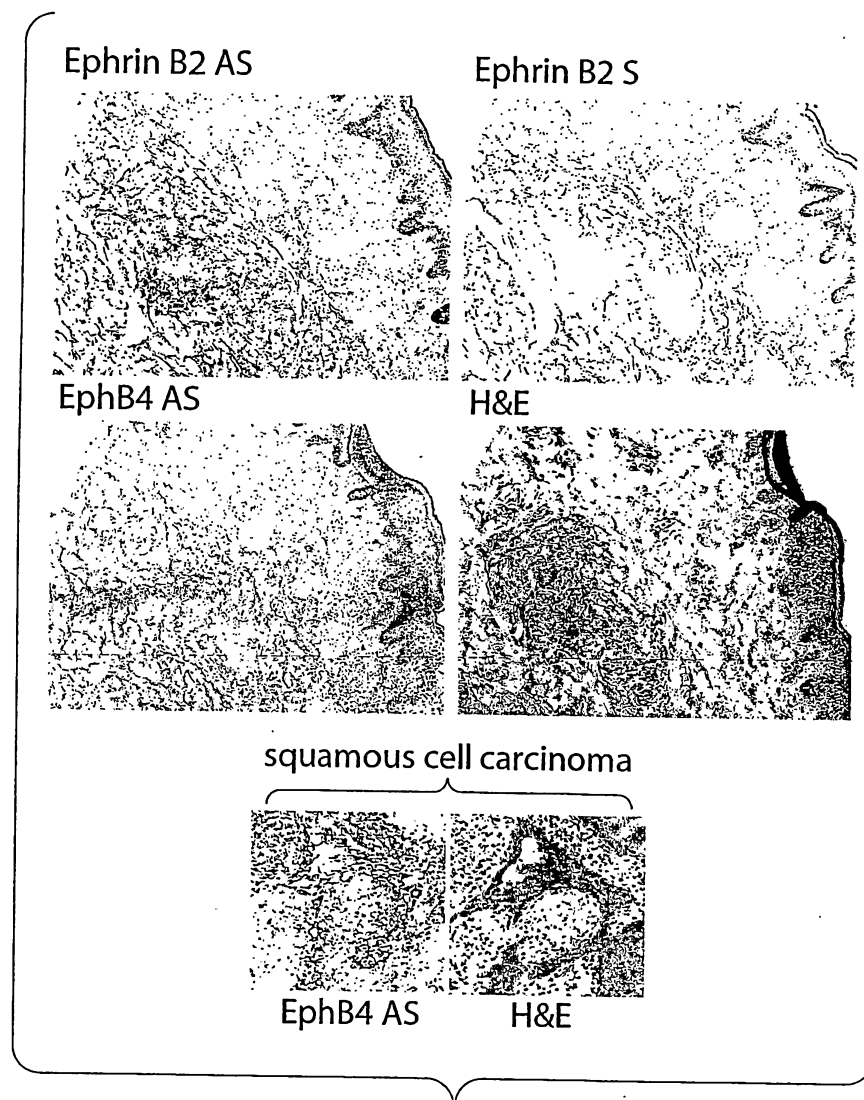 Ephrin B2 AS
Ephrin B2 S
EphB4 AS
H&E
squamous cell carcinoma
EphB4 AS
H&E